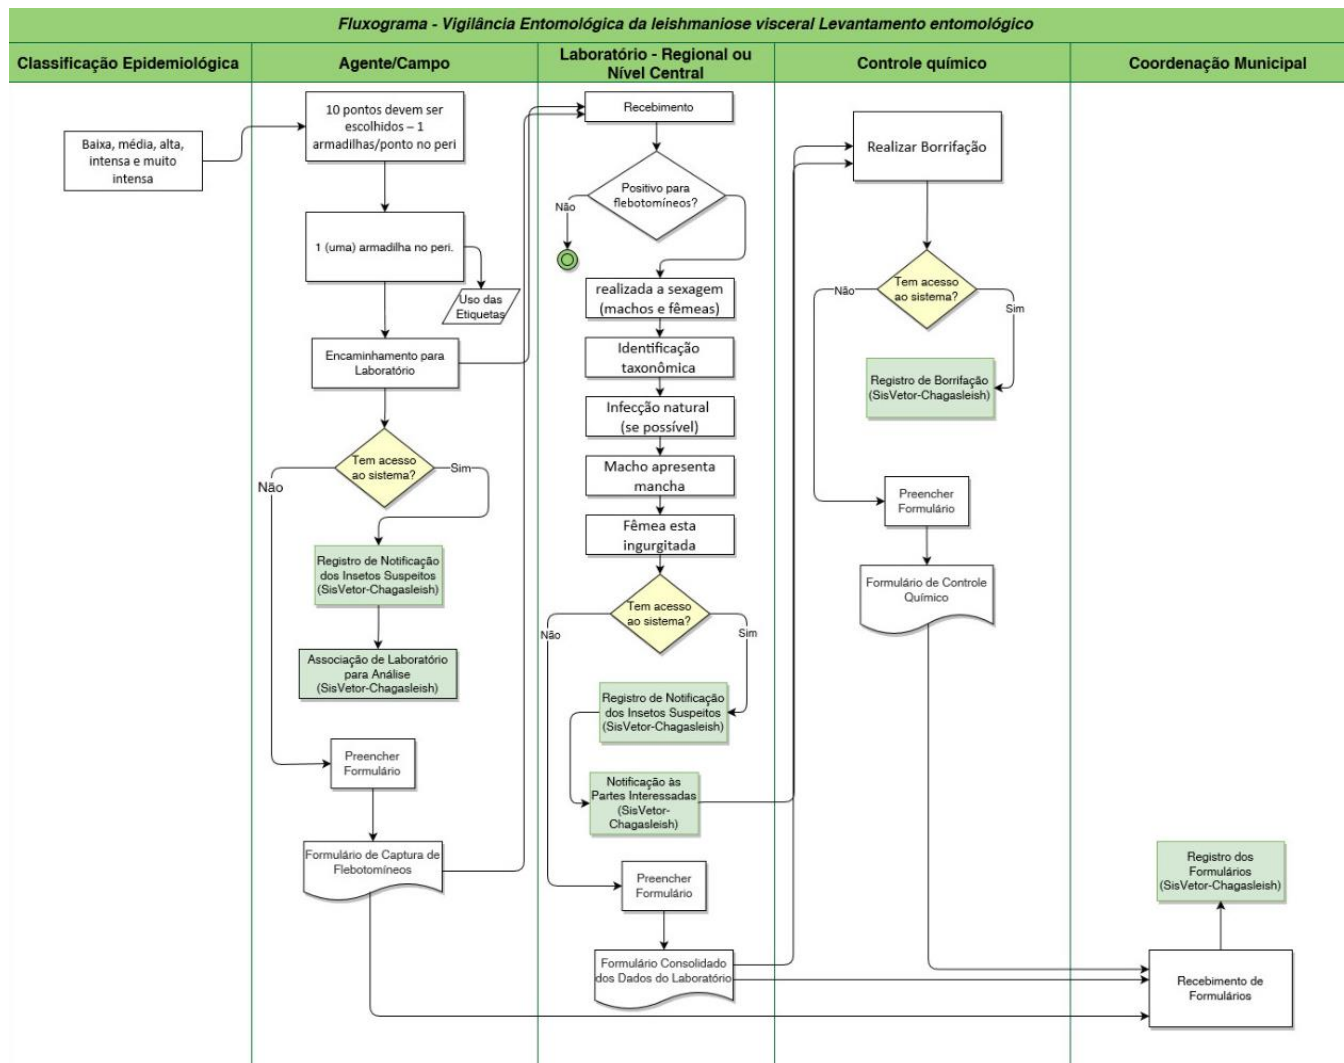 Fluxograma - Vigilância Entomológica da leishmaniose visceral Levantamento entomológico
Classificação Epidemiológica
Agente/Campo
Laboratório - Regional ou
Nível Central
Controle químico
Coordenação Municipal
Baixa, média, alta,
intensa e muito
intensa
10 pontos devem ser
escolhidos – 1
armadilhas/ponto no peri
1 (uma) armadilha no peri.
Uso das
Etiquetas
Encaminhamento para
Laboratório
Tem acesso
ao sistema?
Sim
Não
Registro de Notificação
dos Insetos Suspeitos
(SisVetor-Chagasleish)
Associação de Laboratório
para Análise
(SisVetor-Chagasleish)
Preencher
Formulário
Formulário de Captura de
Flebotomíneos
Recebimento
Positivo para
flebotomíneos?
Não
realizada a sexagem
(machos e fêmeas)
Identificação
taxonômica
Infecção natural
(se possível)
Macho apresenta
mancha
Fêmea esta
ingurgitada
Tem acesso
ao sistema?
Não
Sim
Registro de Notificação
dos Insetos Suspeitos
(SisVetor-Chagasleish)
Notificação às
Partes Interessadas
(SisVetor-
Chagasleish)
Preencher
Formulário
Formulário Consolidado
dos Dados do Laboratório
Realizar Borrifação
Tem acesso
ao sistema?
Não
Sim
Registro de Borrifação
(SisVetor-Chagasleish)
Preencher
Formulário
Formulário de Controle
Químico
Registro dos
Formulários
(SisVetor-Chagasleish)
Recebimento de
Formulários